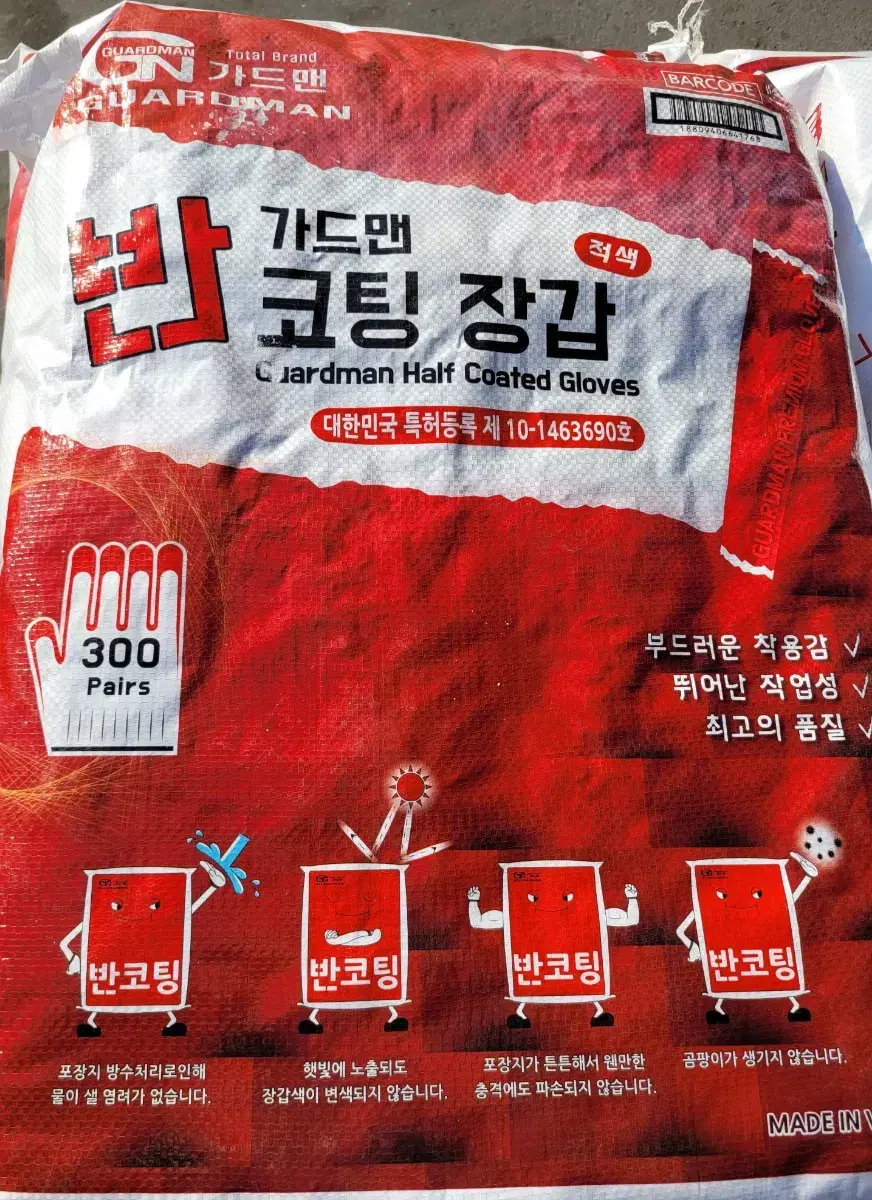 GUARDMAN
GN
Total Brand
가드맨
GUARDMAN
BARCODE
반
가드맨
적색
코팅 장갑
Guardman Half Coated Gloves
대한민국 특허등록 제 10-1463690호
GUARDMAN PREMIUM GLOVE
300
Pairs
부드러운 착용감 √
뛰어난 작업성 √
최고의 품질 √
반코팅
반코팅
반코팅
반코팅
포장지 방수처리로인해
물이 샐 염려가 없습니다.
햇빛에 노출되도
장갑색이 변색되지 않습니다.
포장지가 튼튼해서 웬만한
충격에도 파손되지 않습니다.
곰팡이가 생기지 않습니다.
MADE IN V